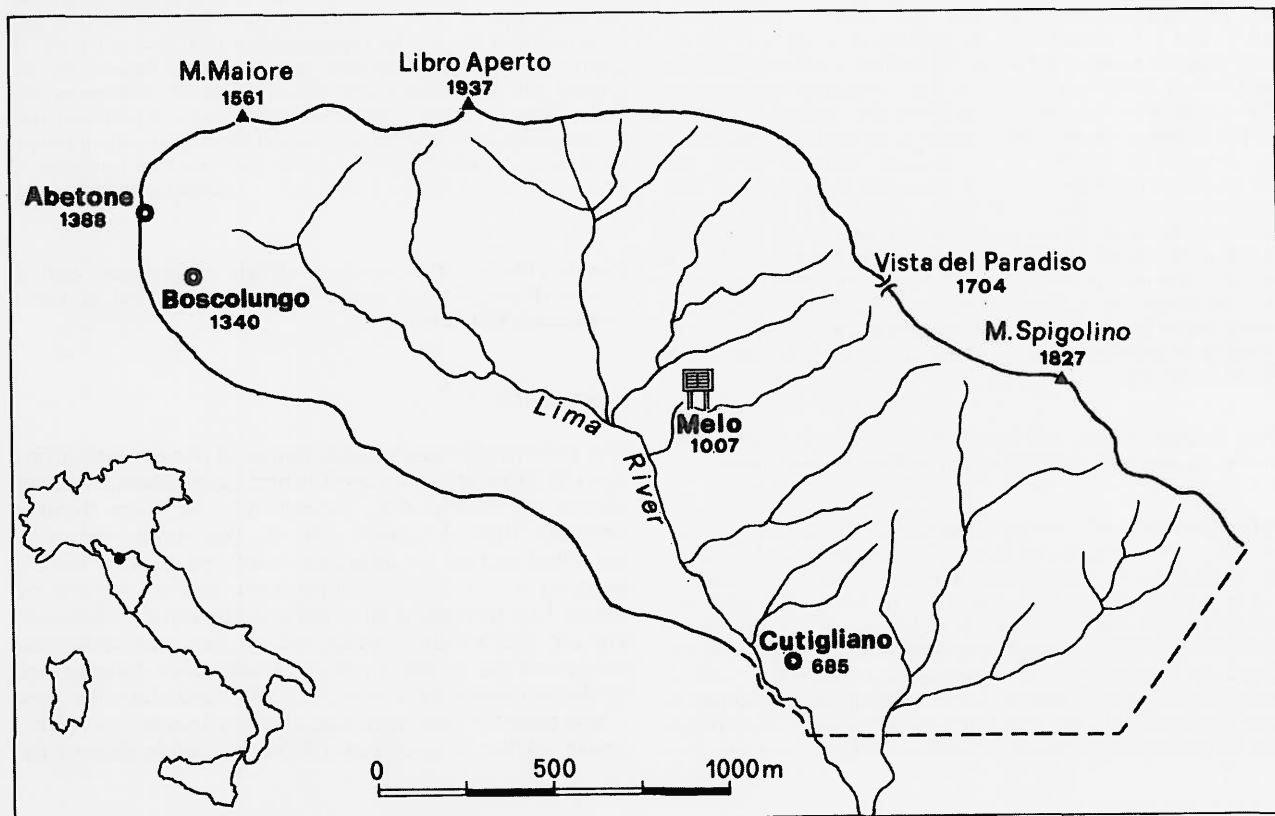 M.Maiore
1561
Libro Aperto
1937
Abetone
1388
Boscolungo
1340
Vista del Paradiso
1704
M.Spigolino
1827
Lima
River
Melo
1007
Cutigliano
685
0 500 1000m